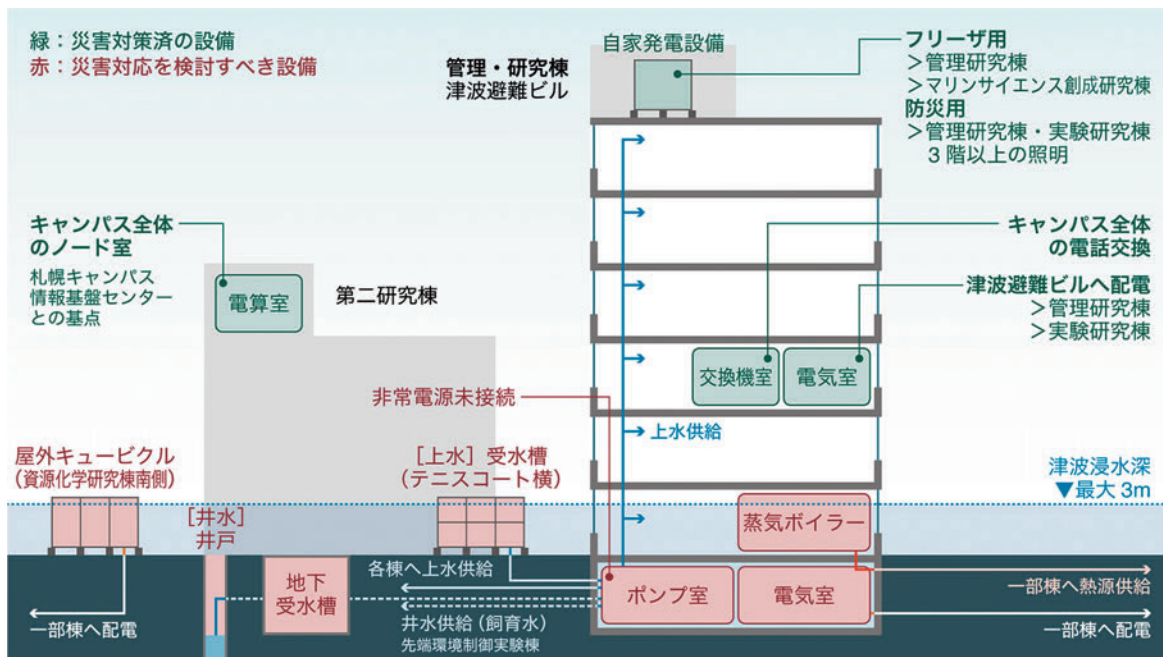 緑：災害対策済の設備
赤：災害対応を検討すべき設備
管理・研究棟
津波避難ビル
自家発電設備
フリーザ用
＞管理研究棟
＞マリンサイエンス創成研究棟
防災用
＞管理研究棟・実験研究棟
3 階以上の照明
キャンパス全体
のノード室
札幌キャンパス
情報基盤センター
との基点
電算室
第二研究棟
キャンパス全体
の電話交換
津波避難ビルへ配電
＞管理研究棟
＞実験研究棟
交換機室
電気室
非常電源未接続
上水供給
屋外キュービクル
（資源化学研究棟南側）
［上水］受水槽
（テニスコート横）
津波浸水深
▼最大 3m
［井水］
井戸
蒸気ボイラー
各棟へ上水供給
地下
受水槽
ポンプ室
電気室
一部棟へ熱源供給
井水供給（飼育水）
先端環境制御実験棟
一部棟へ配電
一部棟へ配電